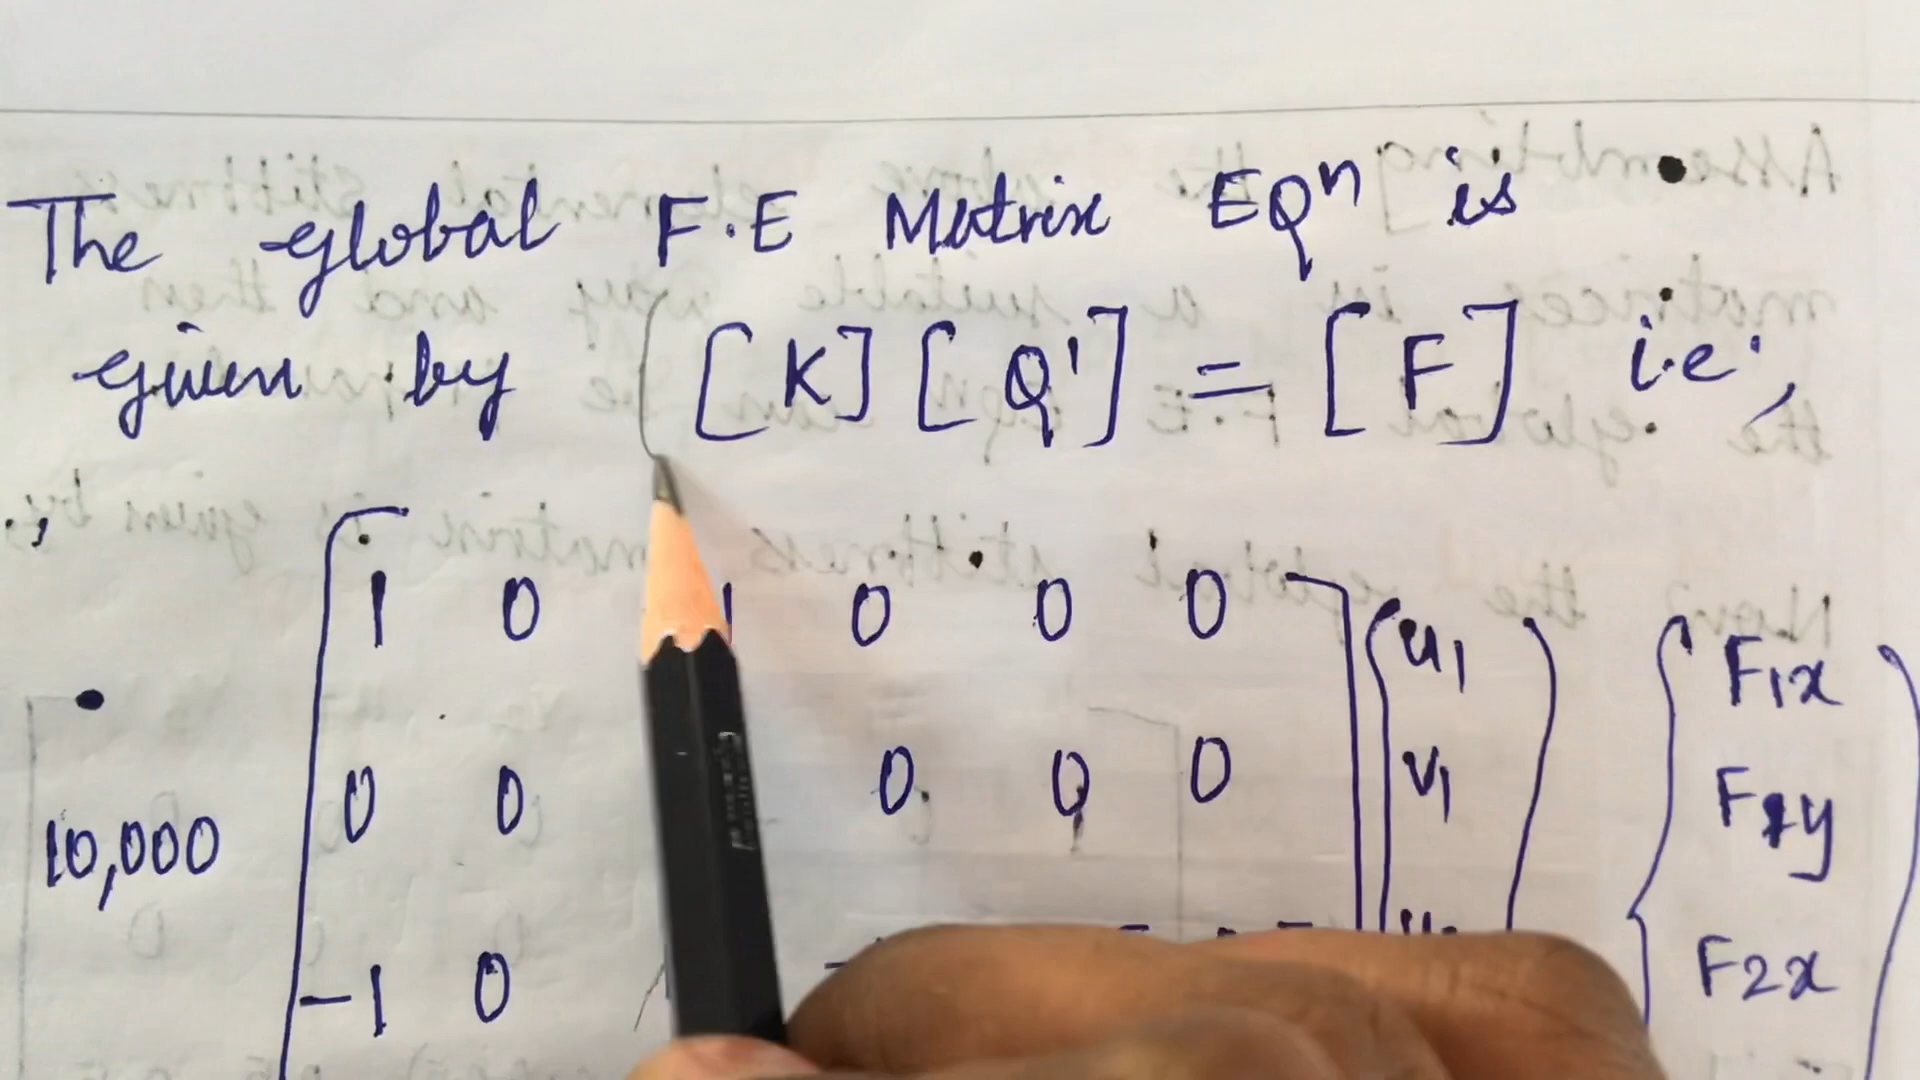 The global F.E Matrix EQn is
given by [K] [Q'] = [F] i.e.,
1 0 1 0 0 0 u1 F1x
10,000 0 0 0 0 0 v1 F1y
-1 0 F2x